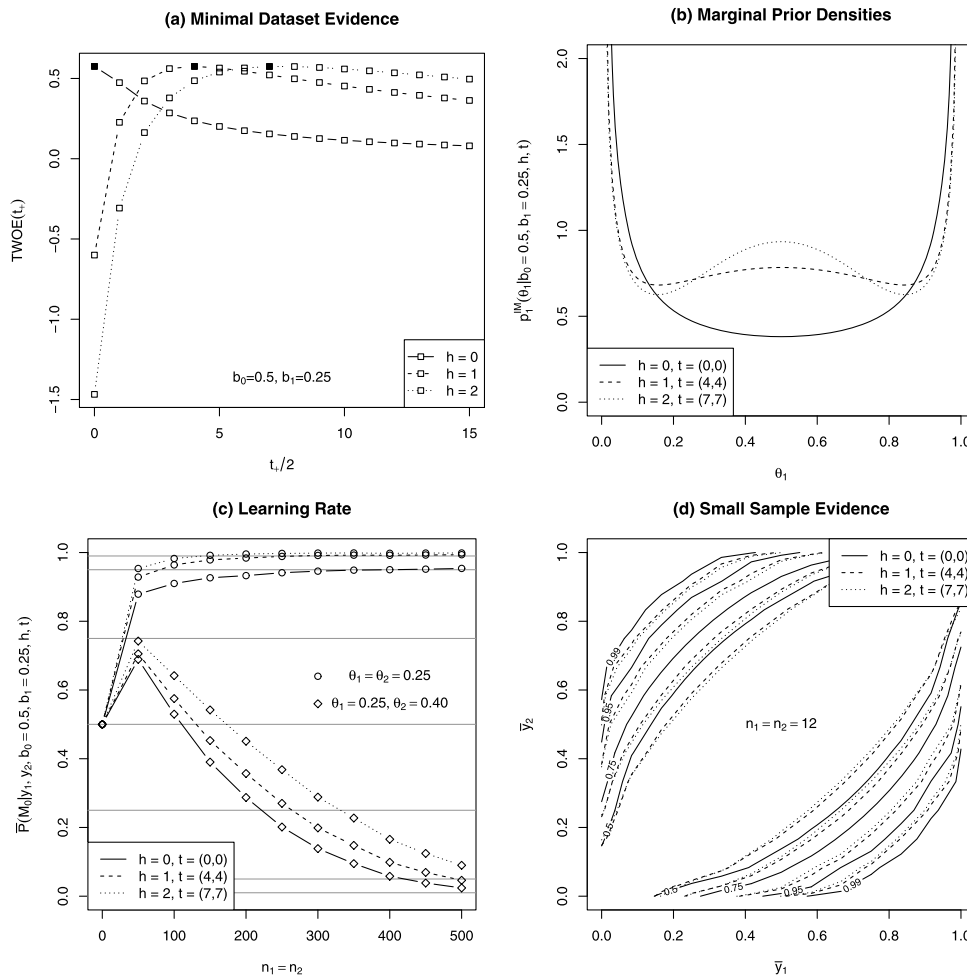 (a) Minimal Dataset Evidence
TWOE(t₊)
0.5
0.0
−0.5
−1.0
−1.5
b₀=0.5, b₁=0.25
h = 0
h = 1
h = 2
0 5 10 15
t₊/2
(b) Marginal Prior Densities
p₁ᴵᴹ(θ₁|b₀ = 0.5, b₁ = 0.25, h, t)
2.0
1.5
1.0
0.5
0.0
h = 0, t = (0,0)
h = 1, t = (4,4)
h = 2, t = (7,7)
0.0 0.2 0.4 0.6 0.8 1.0
θ₁
(c) Learning Rate
P̅(M₀|y₁, y₂, b₀ = 0.5, b₁ = 0.25, h, t)
1.0
0.8
0.6
0.4
0.2
0.0
θ₁ = θ₂ = 0.25
θ₁ = 0.25, θ₂ = 0.40
h = 0, t = (0,0)
h = 1, t = (4,4)
h = 2, t = (7,7)
0 100 200 300 400 500
n₁ = n₂
(d) Small Sample Evidence
y̅₂
1.0
0.8
0.6
0.4
0.2
0.0
h = 0, t = (0,0)
h = 1, t = (4,4)
h = 2, t = (7,7)
0.99
0.95
0.75
0.5
n₁ = n₂ = 12
0.5
0.75
0.95
0.99
0.0 0.2 0.4 0.6 0.8 1.0
y̅₁